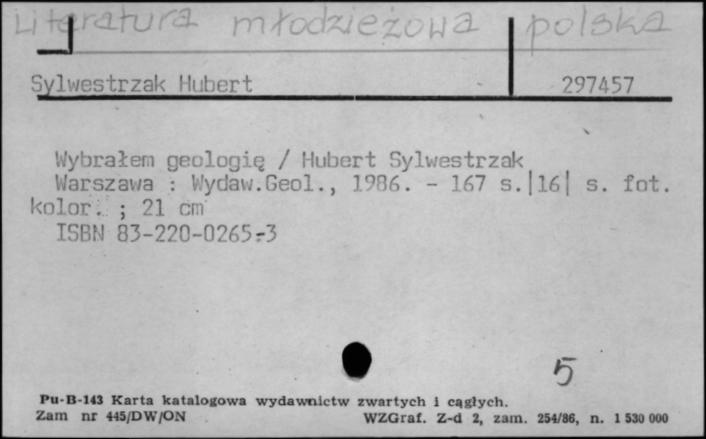 Literatura młodzieżowa polska
Sylwestrzak Hubert 297457
Wybrałem geologię / Hubert Sylwestrzak
Warszawa : Wydaw.Geol., 1986. - 167 s.|16| s. fot.
kolor. ; 21 cm
ISBN 83-220-0265-3
5
Pu-B-143 Karta katalogowa wydawnictw zwartych i cągłych.
Zam nr 445/DW/ON WZGraf. Z-d 2, zam. 254/86, n. 1 530 000